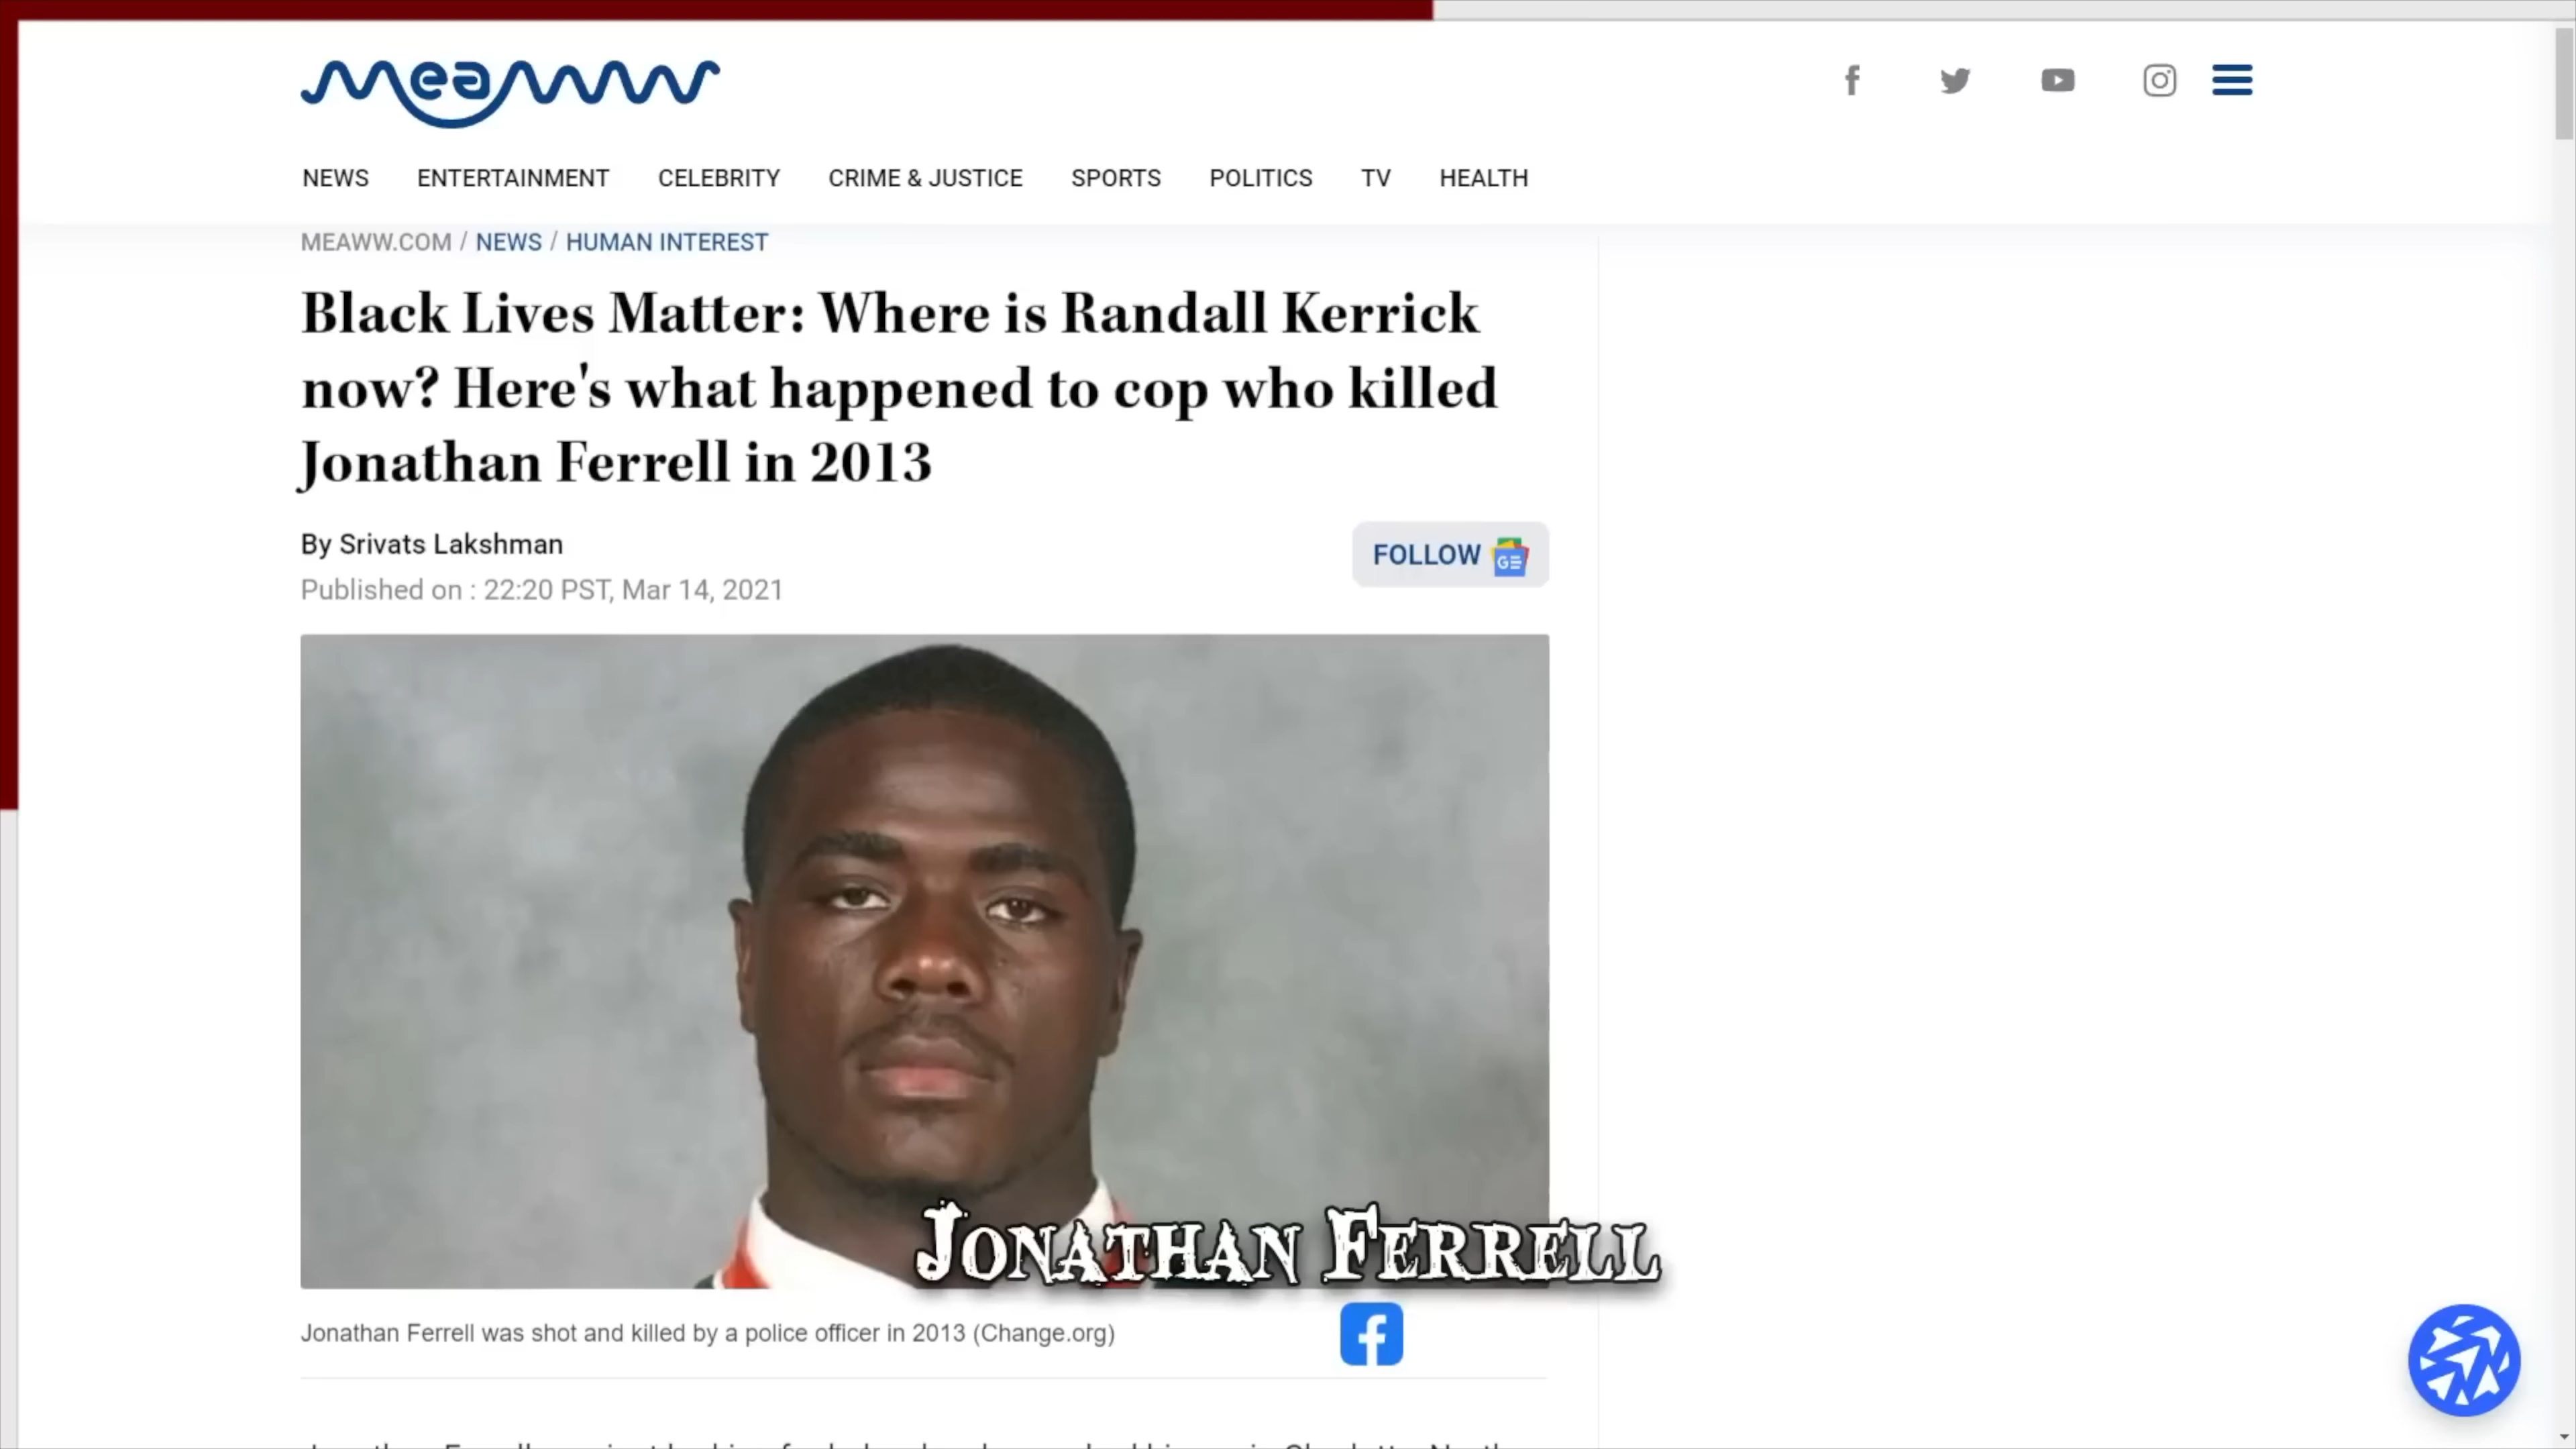 meaww
NEWS ENTERTAINMENT CELEBRITY CRIME & JUSTICE SPORTS POLITICS TV HEALTH
MEAWW.COM / NEWS / HUMAN INTEREST
Black Lives Matter: Where is Randall Kerrick
now? Here's what happened to cop who killed
Jonathan Ferrell in 2013
By Srivats Lakshman
FOLLOW GE
Published on : 22:20 PST, Mar 14, 2021
JONATHAN FERRELL
Jonathan Ferrell was shot and killed by a police officer in 2013 (Change.org)